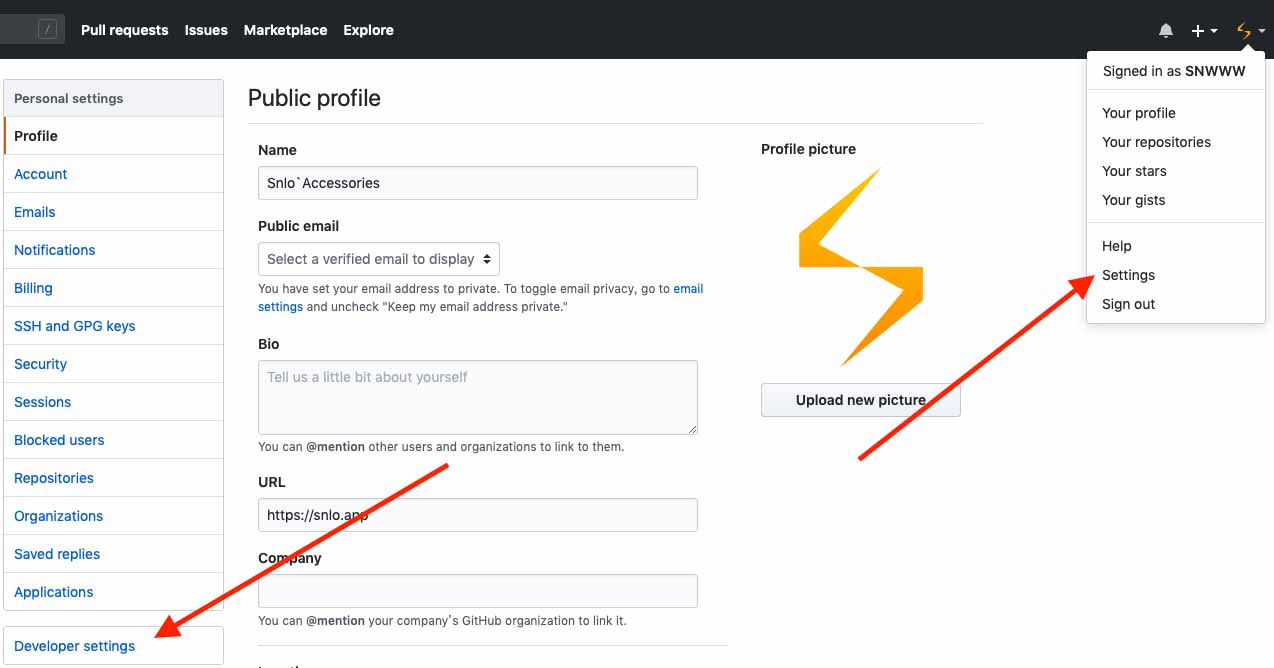 /
Pull requests Issues Marketplace Explore
Signed in as SNWWW
Your profile
Your repositories
Your stars
Your gists
Help
Settings
Sign out
Personal settings
Profile
Account
Emails
Notifications
Billing
SSH and GPG keys
Security
Sessions
Blocked users
Repositories
Organizations
Saved replies
Applications
Developer settings
Public profile
Name
Snlo`Accessories
Public email
Select a verified email to display
You have set your email address to private. To toggle email privacy, go to email
settings and uncheck "Keep my email address private."
Bio
Tell us a little bit about yourself
You can @mention other users and organizations to link to them.
URL
https://snlo.app
Company
You can @mention your company's GitHub organization to link it.
Profile picture
Upload new picture